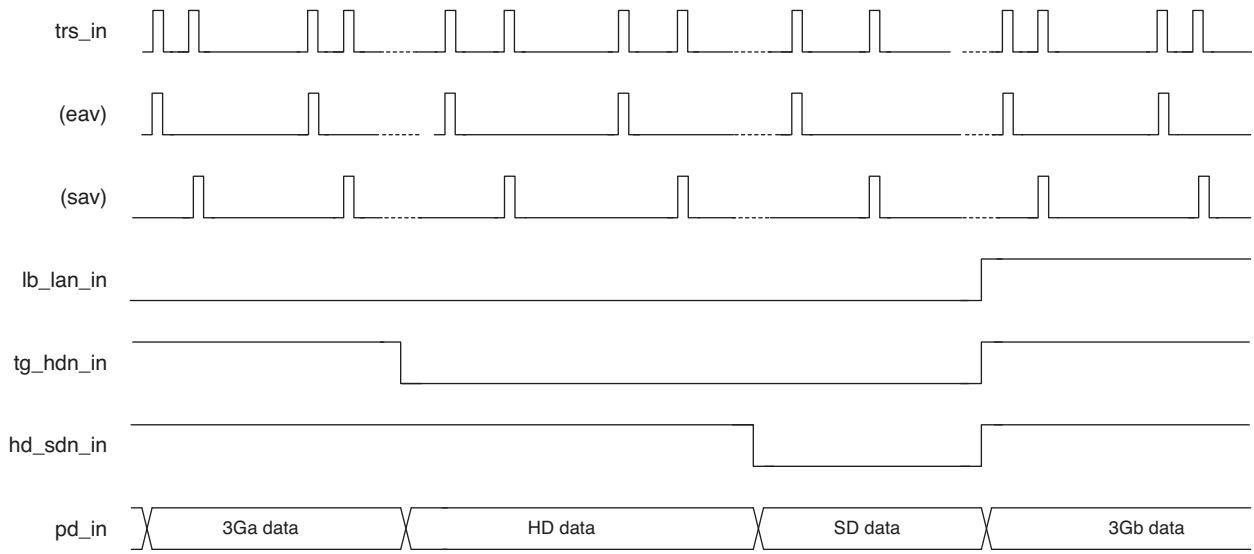 trs_in
(eav)
(sav)
lb_lan_in
tg_hdn_in
hd_sdn_in
pd_in 3Ga data HD data SD data 3Gb data